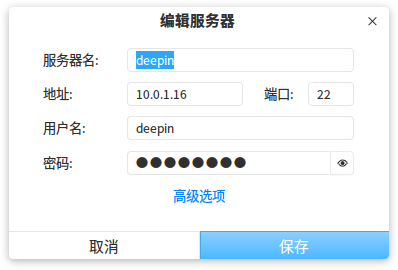 编辑服务器
服务器名: deepin
地址: 10.0.1.16 端口: 22
用户名: deepin
密码: ●●●●●●●●
高级选项
取消 保存